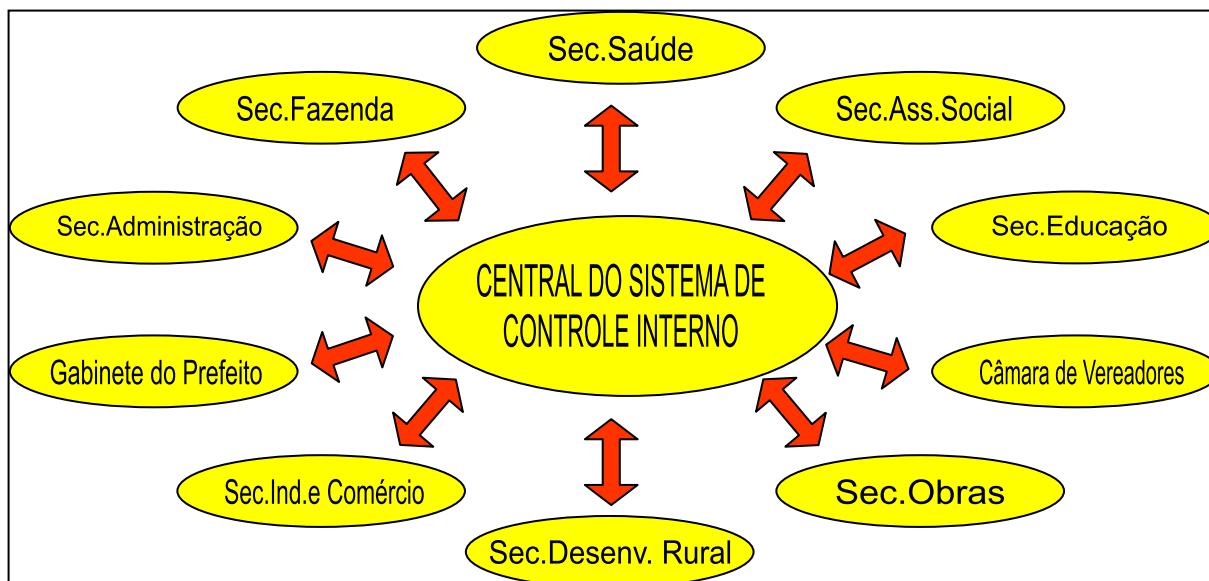 Sec.Saúde
Sec.Fazenda
Sec.Ass.Social
Sec.Administração
Sec.Educação
CENTRAL DO SISTEMA DE
CONTROLE INTERNO
Gabinete do Prefeito
Câmara de Vereadores
Sec.Ind.e Comércio
Sec.Obras
Sec.Desenv. Rural